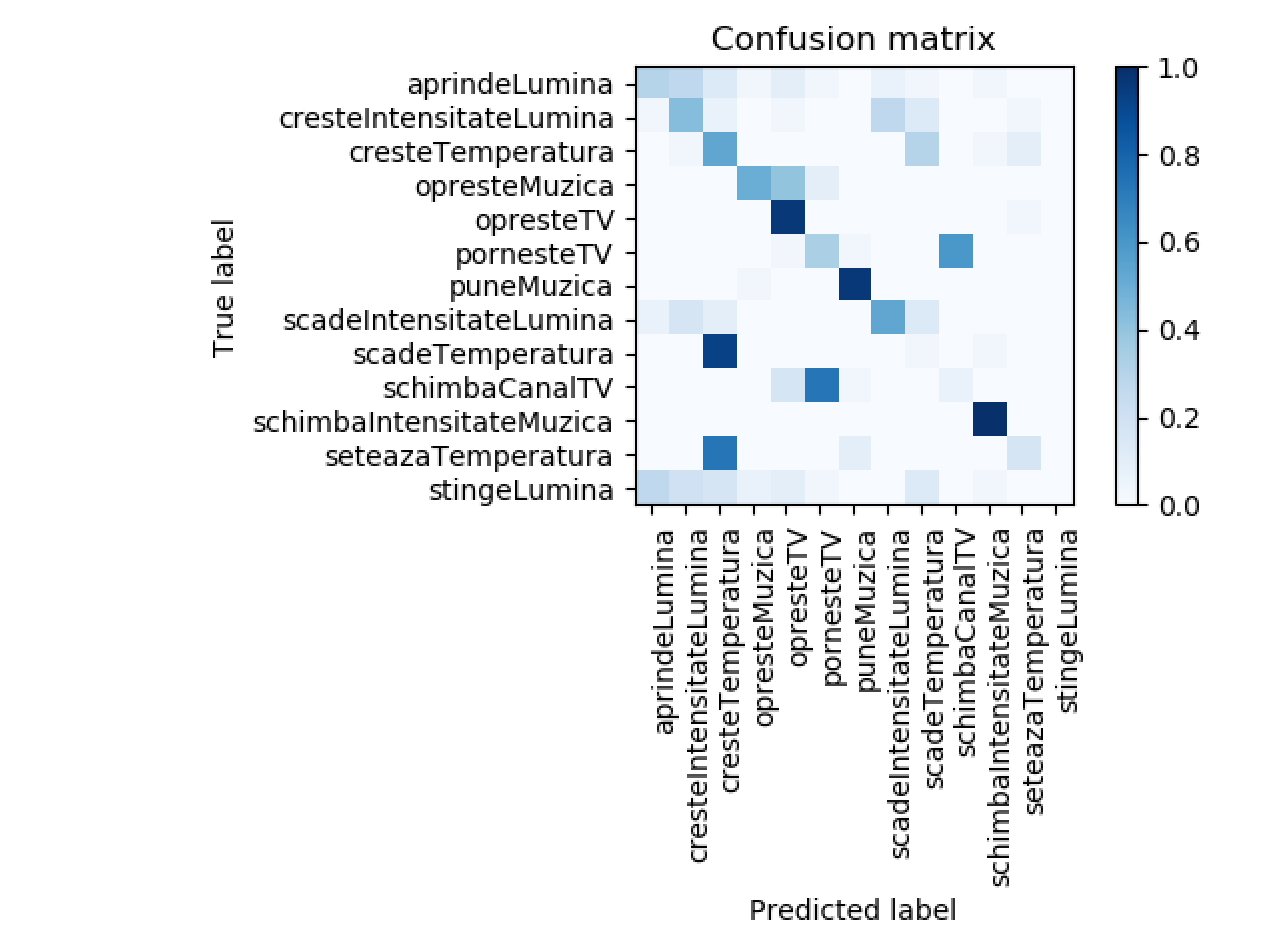 Confusion matrix
True label
aprindeLumina
cresteIntensitateLumina
cresteTemperatura
opresteMuzica
opresteTV
pornesteTV
puneMuzica
scadeIntensitateLumina
scadeTemperatura
schimbaCanalTV
schimbaIntensitateMuzica
seteazaTemperatura
stingeLumina
1.0
0.8
0.6
0.4
0.2
0.0
aprindeLumina
cresteIntensitateLumina
cresteTemperatura
opresteMuzica
opresteTV
pornesteTV
puneMuzica
scadeIntensitateLumina
scadeTemperatura
schimbaCanalTV
schimbaIntensitateMuzica
seteazaTemperatura
stingeLumina
Predicted label